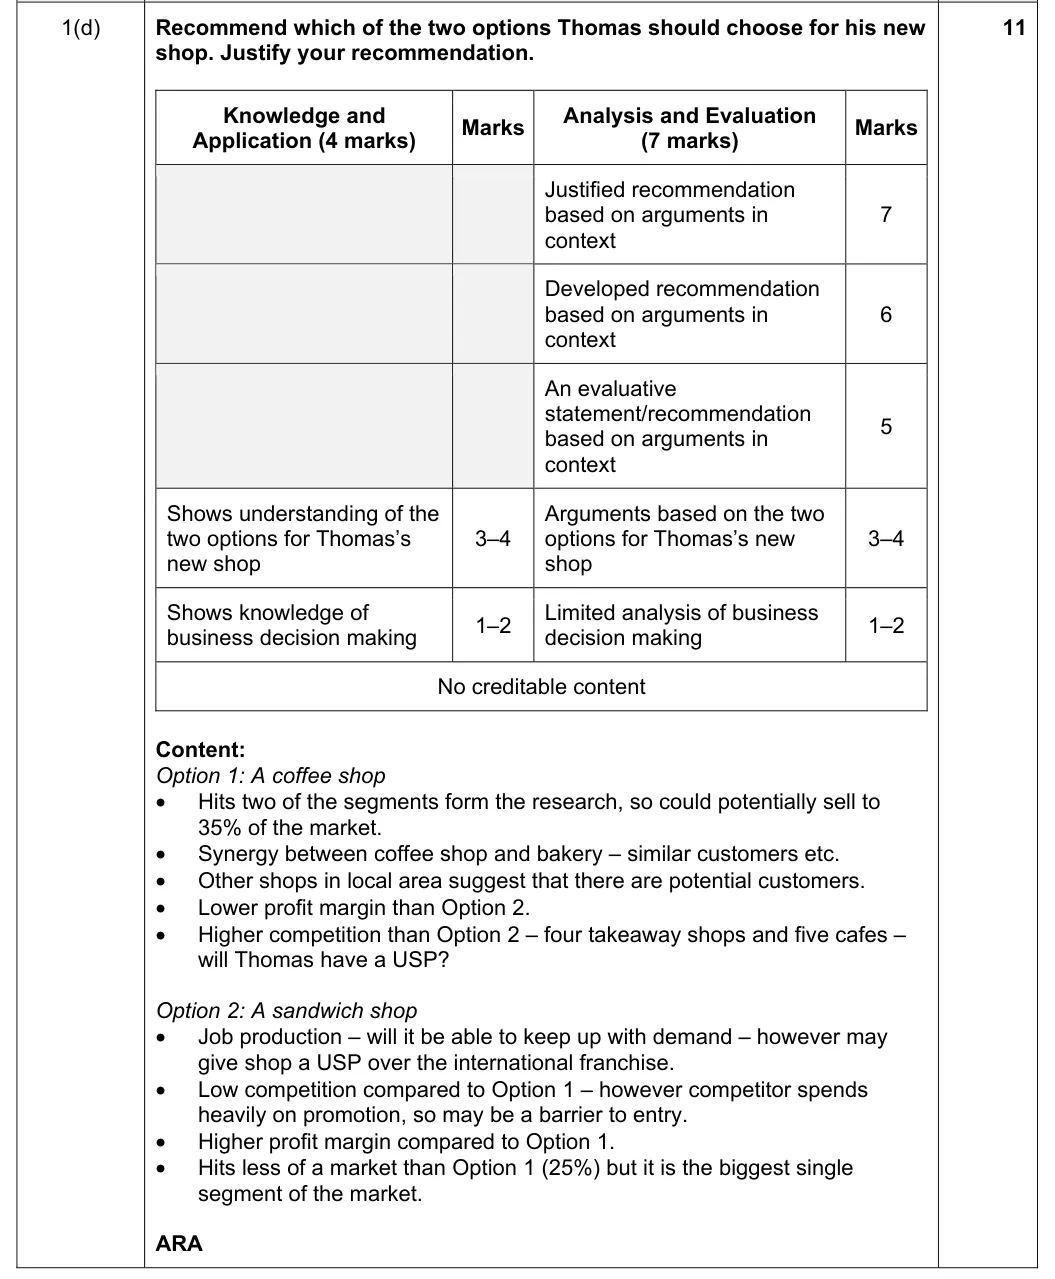 1(d)
Recommend which of the two options Thomas should choose for his new
shop. Justify your recommendation.
11
Knowledge and
Application (4 marks)
Marks
Analysis and Evaluation
(7 marks)
Marks
Justified recommendation
based on arguments in
context
7
Developed recommendation
based on arguments in
context
6
An evaluative
statement/recommendation
based on arguments in
context
5
Shows understanding of the
two options for Thomas’s
new shop
3–4
Arguments based on the two
options for Thomas’s new
shop
3–4
Shows knowledge of
business decision making
1–2
Limited analysis of business
decision making
1–2
No creditable content
Content:
Option 1: A coffee shop
• Hits two of the segments form the research, so could potentially sell to
35% of the market.
• Synergy between coffee shop and bakery – similar customers etc.
• Other shops in local area suggest that there are potential customers.
• Lower profit margin than Option 2.
• Higher competition than Option 2 – four takeaway shops and five cafes –
will Thomas have a USP?
Option 2: A sandwich shop
• Job production – will it be able to keep up with demand – however may
give shop a USP over the international franchise.
• Low competition compared to Option 1 – however competitor spends
heavily on promotion, so may be a barrier to entry.
• Higher profit margin compared to Option 1.
• Hits less of a market than Option 1 (25%) but it is the biggest single
segment of the market.
ARA